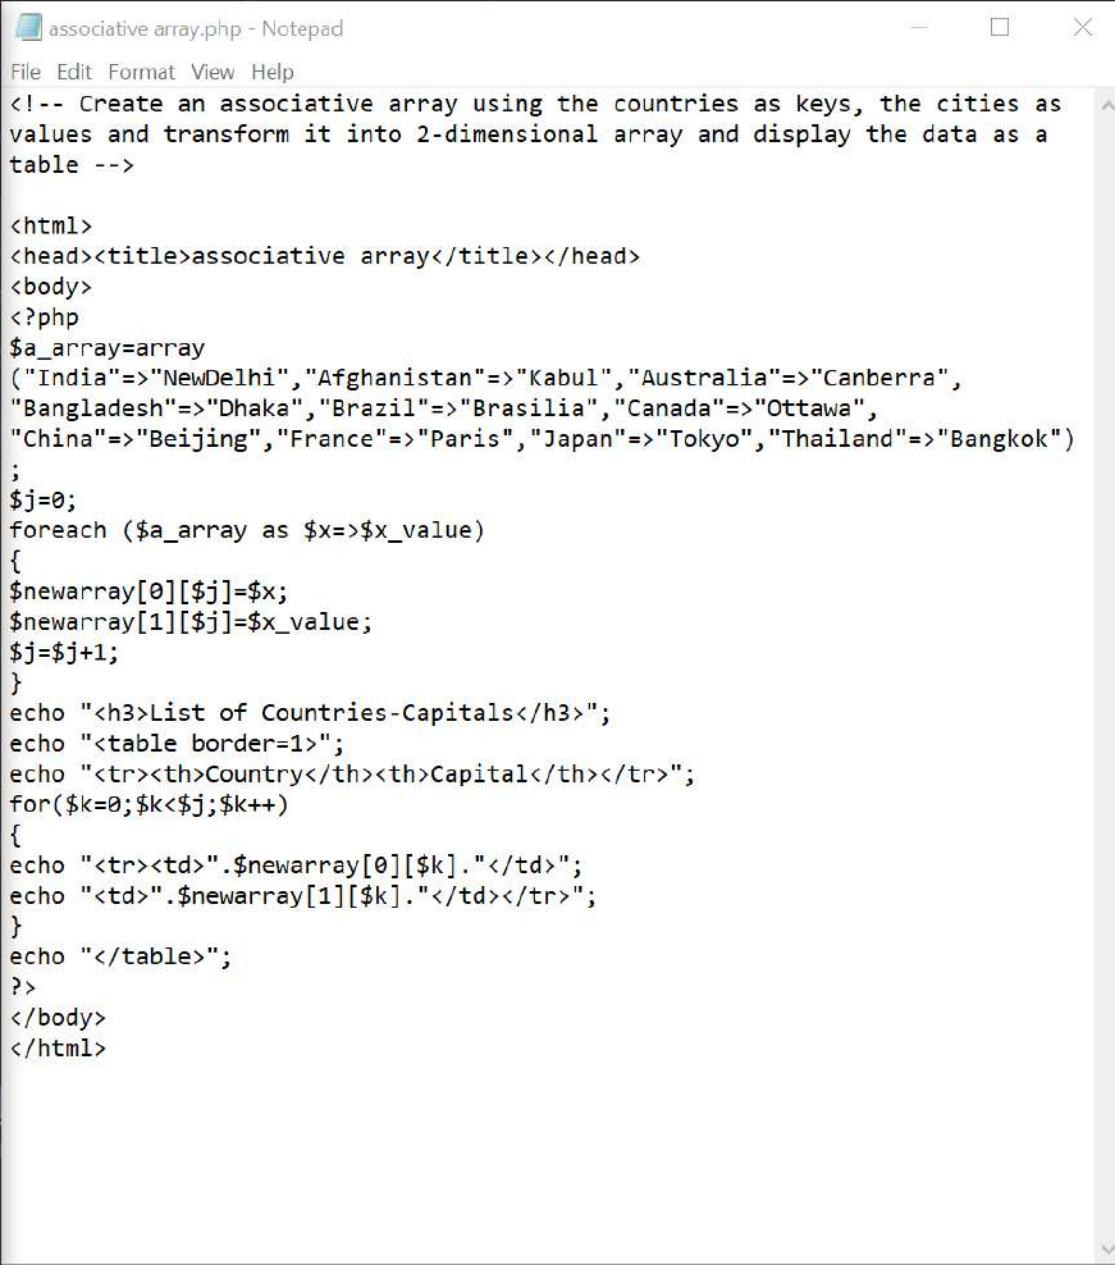 associative array.php - Notepad
File Edit Format View Help
<!-- Create an associative array using the countries as keys, the cities as
values and transform it into 2-dimensional array and display the data as a
table -->
<html>
<head><title>associative array</title></head>
<body>
<?php
$a_array=array
("India"=>"NewDelhi","Afghanistan"=>"Kabul","Australia"=>"Canberra",
"Bangladesh"=>"Dhaka","Brazil"=>"Brasilia","Canada"=>"Ottawa",
"China"=>"Beijing","France"=>"Paris","Japan"=>"Tokyo","Thailand"=>"Bangkok")
;
$j=0;
foreach ($a_array as $x=>$x_value)
{
$newarray[0][$j]=$x;
$newarray[1][$j]=$x_value;
$j=$j+1;
}
echo "<h3>List of Countries-Capitals</h3>";
echo "<table border=1>";
echo "<tr><th>Country</th><th>Capital</th></tr>";
for($k=0;$k<$j;$k++)
{
echo "<tr><td>".$newarray[0][$k]."</td>";
echo "<td>".$newarray[1][$k]."</td></tr>";
}
echo "</table>";
?>
</body>
</html>